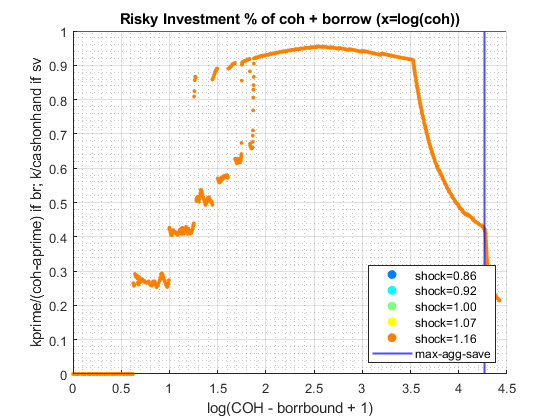 Risky Investment % of coh + borrow (x=log(coh))
kprime/(coh-aprime) if br; k/cashonhand if sv
1
0.9
0.8
0.7
0.6
0.5
0.4
0.3
0.2
0.1
0
shock=0.86
shock=0.92
shock=1.00
shock=1.07
shock=1.16
max-agg-save
0 0.5 1 1.5 2 2.5 3 3.5 4 4.5
log(COH - borrbound + 1)